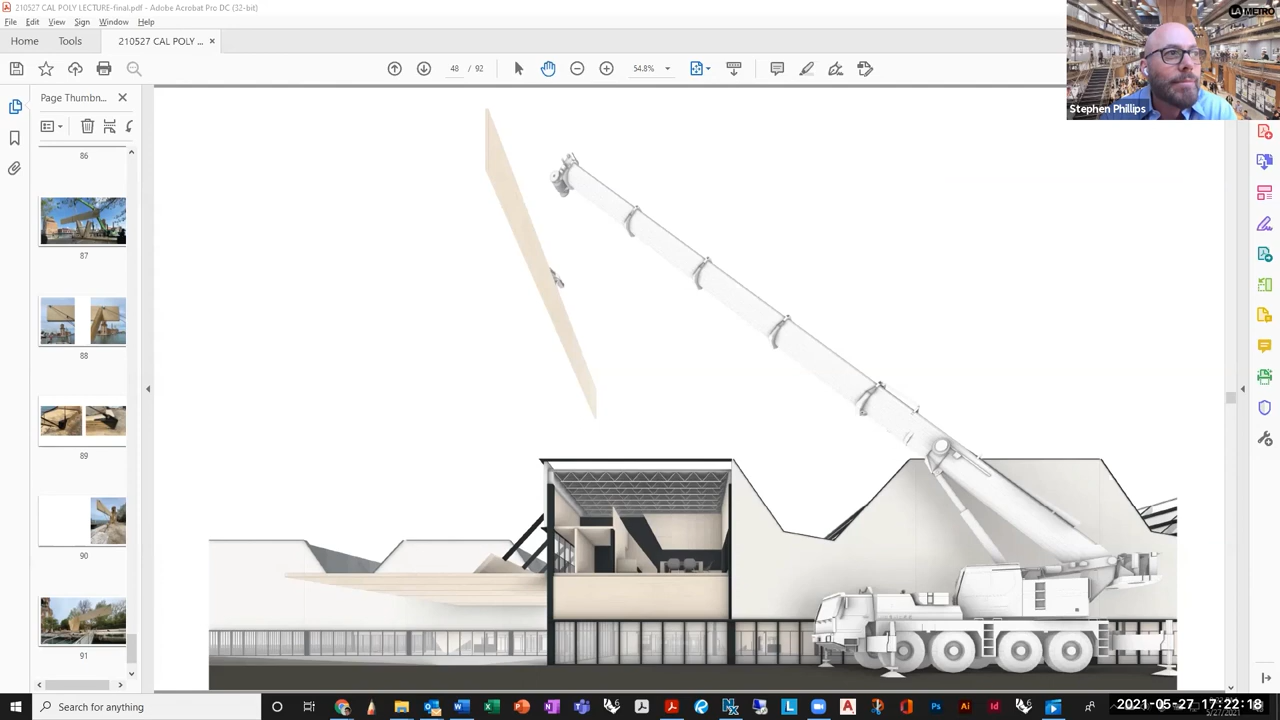 210527 CAL POLY LECTURE-final.pdf - Adobe Acrobat Pro DC (32-bit)
File Edit View Sign Window Help
Home Tools 210527 CAL POLY ... ×
48 / 92 54.8%
Page Thumbn...
86
87
88
89
90
91
LA METRO
Stephen Phillips
Search for anything
2021-05-27 17:22:18